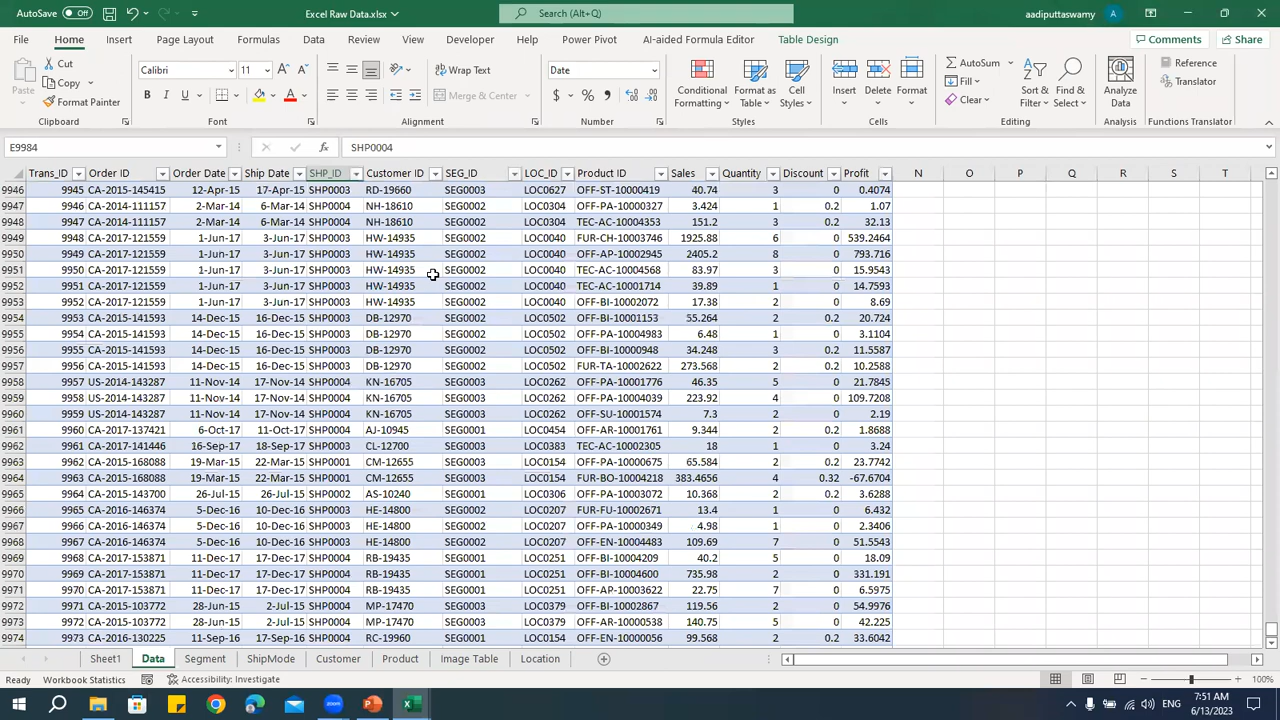 AutoSave Off Excel Raw Data.xlsx Search (Alt+Q) aadiputtaswamy A
File Home Insert Page Layout Formulas Data Review View Developer Help Power Pivot AI-aided Formula Editor Table Design Comments Share
Paste Cut Copy Format Painter Clipboard
Calibri 11 B I U Font
Wrap Text Merge & Center Alignment
Date $ % Number
Conditional Formatting Format as Table Cell Styles Styles
Insert Delete Format Cells
AutoSum Fill Clear Sort & Filter Find & Select Editing
Analyze Data Analysis
Reference Translator Functions Translator
E9984 fx SHP0004
Trans_ID Order ID Order Date Ship Date SHP_ID Customer ID SEG_ID LOC_ID Product ID Sales Quantity Discount Profit N O P Q R S T
9946 9945 CA-2015-145415 12-Apr-15 17-Apr-15 SHP0003 RD-19660 SEG0003 LOC0627 OFF-ST-10000419 40.74 3 0 0.4074
9947 9946 CA-2014-111157 2-Mar-14 6-Mar-14 SHP0004 NH-18610 SEG0002 LOC0304 OFF-PA-10000327 3.424 1 0.2 1.07
9948 9947 CA-2014-111157 2-Mar-14 6-Mar-14 SHP0004 NH-18610 SEG0002 LOC0304 TEC-AC-10004353 151.2 3 0.2 32.13
9949 9948 CA-2017-121559 1-Jun-17 3-Jun-17 SHP0003 HW-14935 SEG0002 LOC0040 FUR-CH-10003746 1925.88 6 0 539.2464
9950 9949 CA-2017-121559 1-Jun-17 3-Jun-17 SHP0003 HW-14935 SEG0002 LOC0040 OFF-AP-10002945 2405.2 8 0 793.716
9951 9950 CA-2017-121559 1-Jun-17 3-Jun-17 SHP0003 HW-14935 SEG0002 LOC0040 TEC-AC-10004568 83.97 3 0 15.9543
9952 9951 CA-2017-121559 1-Jun-17 3-Jun-17 SHP0003 HW-14935 SEG0002 LOC0040 TEC-AC-10001714 39.89 1 0 14.7593
9953 9952 CA-2017-121559 1-Jun-17 3-Jun-17 SHP0003 HW-14935 SEG0002 LOC0040 OFF-BI-10002072 17.38 2 0 8.69
9954 9953 CA-2015-141593 14-Dec-15 16-Dec-15 SHP0003 DB-12970 SEG0002 LOC0502 OFF-BI-10001153 55.264 2 0.2 20.724
9955 9954 CA-2015-141593 14-Dec-15 16-Dec-15 SHP0003 DB-12970 SEG0002 LOC0502 OFF-PA-10004983 6.48 1 0 3.1104
9956 9955 CA-2015-141593 14-Dec-15 16-Dec-15 SHP0003 DB-12970 SEG0002 LOC0502 OFF-BI-10000948 34.248 3 0.2 11.5587
9957 9956 CA-2015-141593 14-Dec-15 16-Dec-15 SHP0003 DB-12970 SEG0002 LOC0502 FUR-TA-10002622 273.568 2 0.2 10.2588
9958 9957 US-2014-143287 11-Nov-14 17-Nov-14 SHP0004 KN-16705 SEG0003 LOC0262 OFF-PA-10001776 46.35 5 0 21.7845
9959 9958 US-2014-143287 11-Nov-14 17-Nov-14 SHP0004 KN-16705 SEG0003 LOC0262 OFF-PA-10004039 223.92 4 0 109.7208
9960 9959 US-2014-143287 11-Nov-14 17-Nov-14 SHP0004 KN-16705 SEG0003 LOC0262 OFF-SU-10001574 7.3 2 0 2.19
9961 9960 CA-2017-137421 6-Oct-17 11-Oct-17 SHP0004 AJ-10945 SEG0001 LOC0454 OFF-AR-10001761 9.344 2 0.2 1.8688
9962 9961 CA-2017-141446 16-Sep-17 18-Sep-17 SHP0003 CL-12700 SEG0003 LOC0383 TEC-AC-10002305 18 1 0 3.24
9963 9962 CA-2015-168088 19-Mar-15 22-Mar-15 SHP0001 CM-12655 SEG0003 LOC0154 OFF-PA-10000675 65.584 2 0.2 23.7742
9964 9963 CA-2015-168088 19-Mar-15 22-Mar-15 SHP0001 CM-12655 SEG0003 LOC0154 FUR-BO-10004218 383.4656 4 0.32 -67.6704
9965 9964 CA-2015-143700 26-Jul-15 26-Jul-15 SHP0002 AS-10240 SEG0001 LOC0306 OFF-PA-10003072 10.368 2 0.2 3.6288
9966 9965 CA-2016-146374 5-Dec-16 10-Dec-16 SHP0003 HE-14800 SEG0002 LOC0207 FUR-FU-10002671 13.4 1 0 6.432
9967 9966 CA-2016-146374 5-Dec-16 10-Dec-16 SHP0003 HE-14800 SEG0002 LOC0207 OFF-PA-10000349 4.98 1 0 2.3406
9968 9967 CA-2016-146374 5-Dec-16 10-Dec-16 SHP0003 HE-14800 SEG0002 LOC0207 OFF-EN-10004483 109.69 7 0 51.5543
9969 9968 CA-2017-153871 11-Dec-17 17-Dec-17 SHP0004 RB-19435 SEG0001 LOC0251 OFF-BI-10004209 40.2 5 0 18.09
9970 9969 CA-2017-153871 11-Dec-17 17-Dec-17 SHP0004 RB-19435 SEG0001 LOC0251 OFF-BI-10004600 735.98 2 0 331.191
9971 9970 CA-2017-153871 11-Dec-17 17-Dec-17 SHP0004 RB-19435 SEG0001 LOC0251 OFF-AP-10003622 22.75 7 0 6.5975
9972 9971 CA-2015-103772 28-Jun-15 2-Jul-15 SHP0004 MP-17470 SEG0003 LOC0379 OFF-BI-10002867 119.56 2 0 54.9976
9973 9972 CA-2015-103772 28-Jun-15 2-Jul-15 SHP0004 MP-17470 SEG0003 LOC0379 OFF-AR-10000538 140.75 5 0 42.225
9974 9973 CA-2016-130225 11-Sep-16 17-Sep-16 SHP0004 RC-19960 SEG0001 LOC0154 OFF-EN-10000056 99.568 2 0.2 33.6042
Sheet1 Data Segment ShipMode Customer Product Image Table Location
Ready Workbook Statistics Accessibility: Investigate 100%
ENG 7:51 AM 6/13/2023